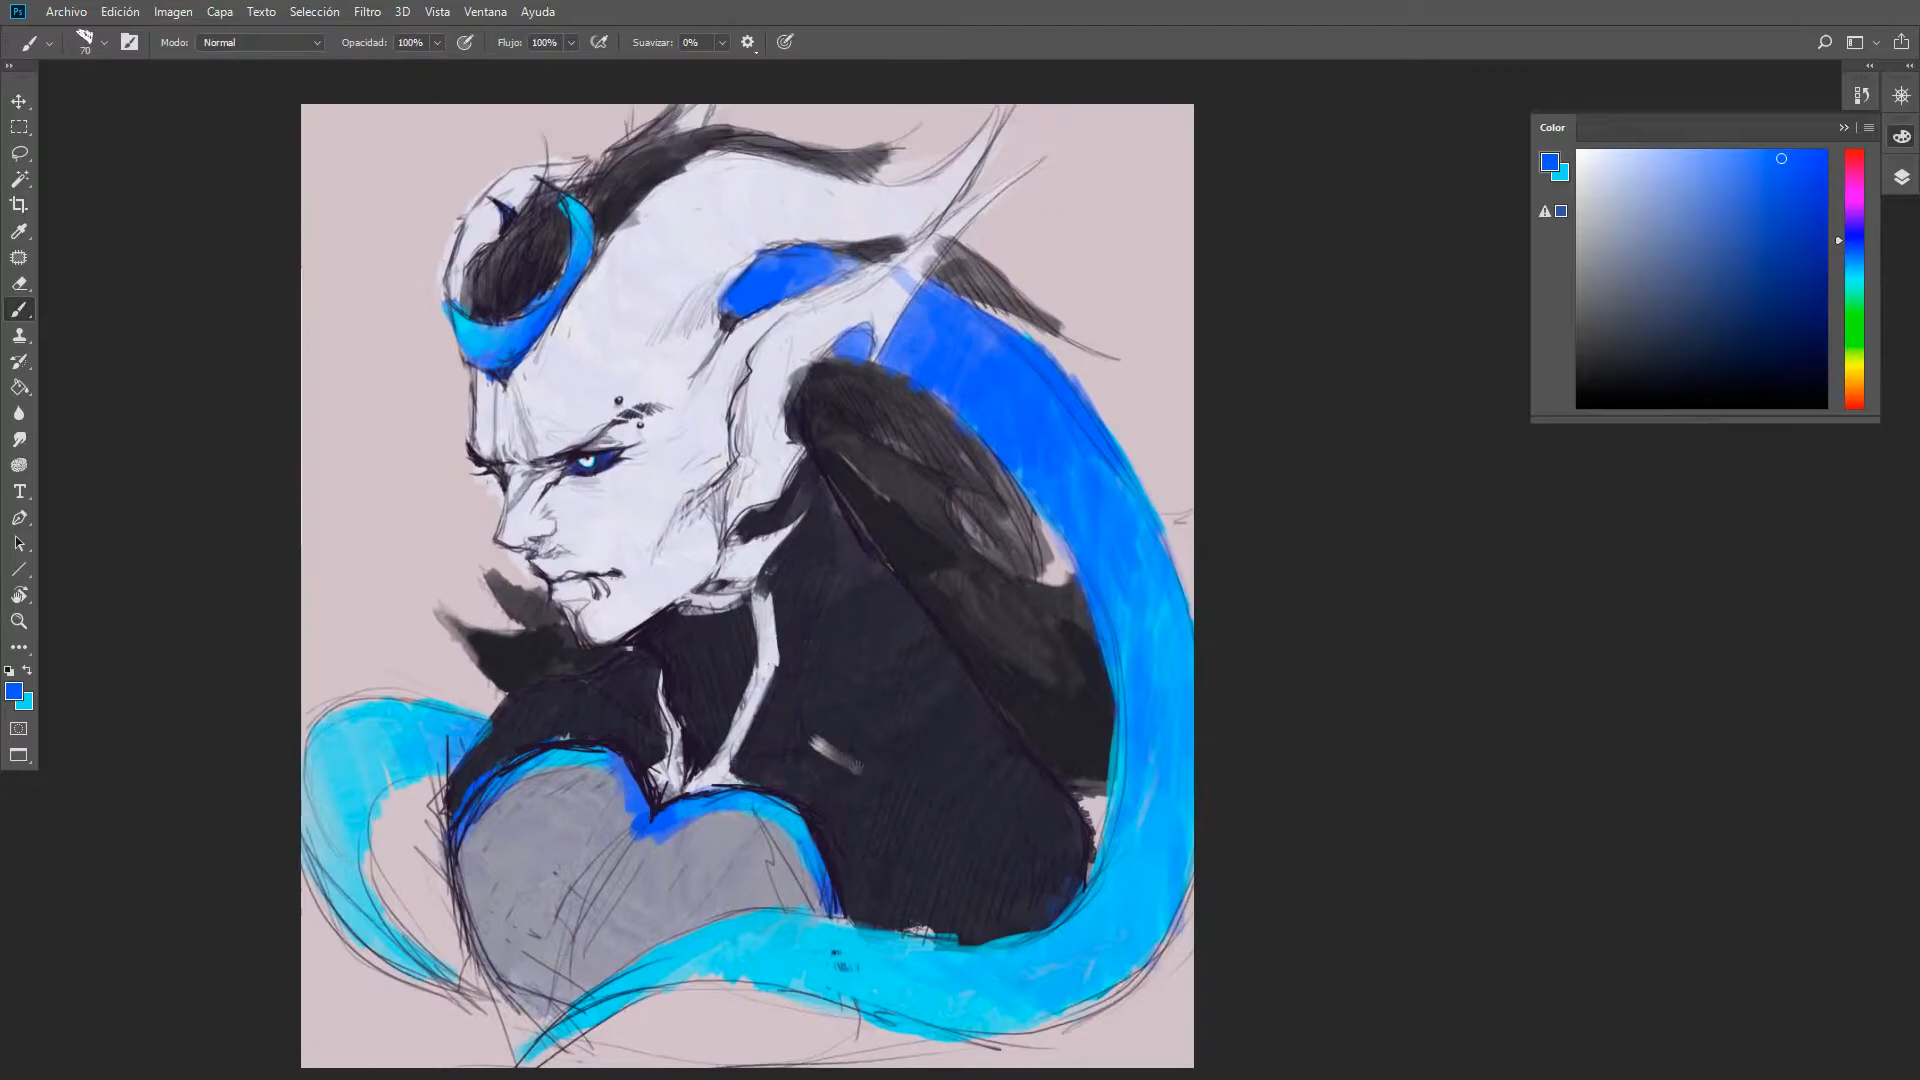 Ps Archivo Edición Imagen Capa Texto Selección Filtro 3D Vista Ventana Ayuda
70 Modo: Normal Opacidad: 100% Flujo: 100% Suavizar: 0%
Color